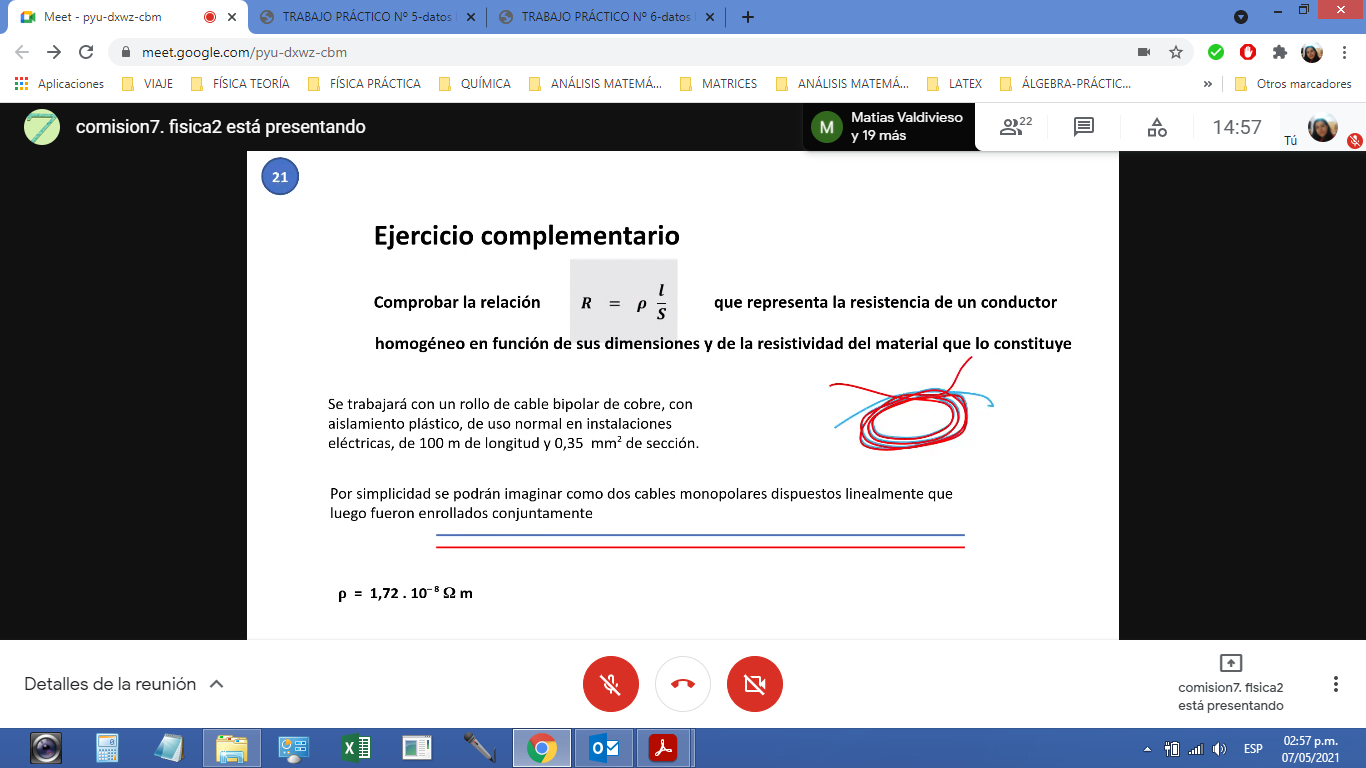 Meet - pyu-dxwz-cbm
TRABAJO PRÁCTICO Nº 5-datos
TRABAJO PRÁCTICO Nº 6-datos
meet.google.com/pyu-dxwz-cbm
Aplicaciones VIAJE FÍSICA TEORÍA FÍSICA PRÁCTICA QUÍMICA ANÁLISIS MATEMÁ... MATRICES ANÁLISIS MATEMÁ... LATEX ÁLGEBRA-PRÁCTIC... » Otros marcadores
7 comision7. fisica2 está presentando
M Matias Valdivieso
y 19 más
22
14:57
Tú
21
Ejercicio complementario
Comprobar la relación R = ρ l/S que representa la resistencia de un conductor
homogéneo en función de sus dimensiones y de la resistividad del material que lo constituye
Se trabajará con un rollo de cable bipolar de cobre, con
aislamiento plástico, de uso normal en instalaciones
eléctricas, de 100 m de longitud y 0,35 mm² de sección.
Por simplicidad se podrán imaginar como dos cables monopolares dispuestos linealmente que
luego fueron enrollados conjuntamente
ρ = 1,72 . 10⁻⁸ Ω m
Detalles de la reunión
comision7. fisica2
está presentando
ESP
02:57 p.m.
07/05/2021